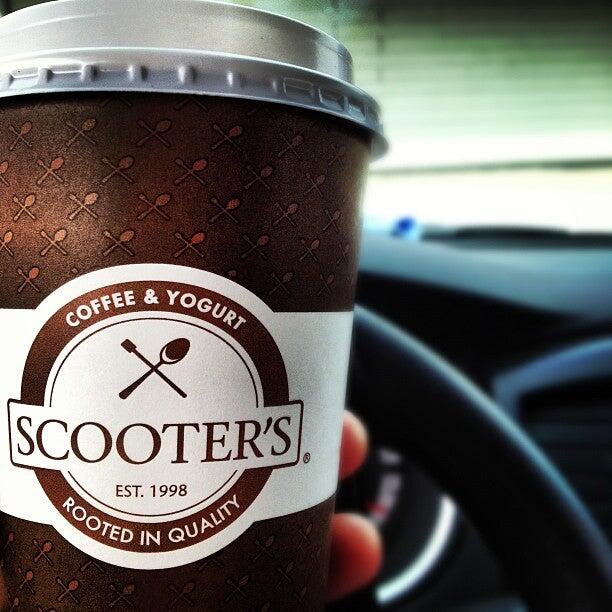 COFFEE & YOGURT
SCOOTER'S®
EST. 1998
ROOTED IN QUALITY